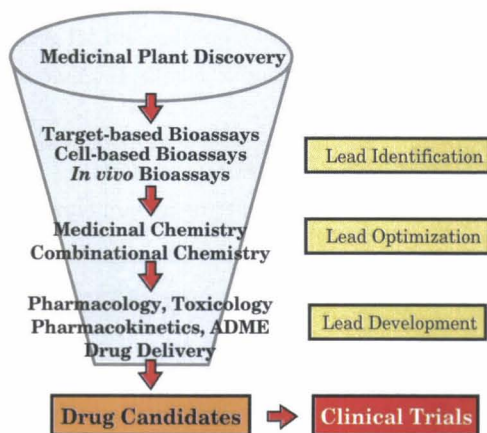 Medicinal Plant Discovery
Target-based Bioassays
Cell-based Bioassays
In vivo Bioassays
Lead Identification
Medicinal Chemistry
Combinational Chemistry
Lead Optimization
Pharmacology, Toxicology
Pharmacokinetics, ADME
Drug Delivery
Lead Development
Drug Candidates
Clinical Trials